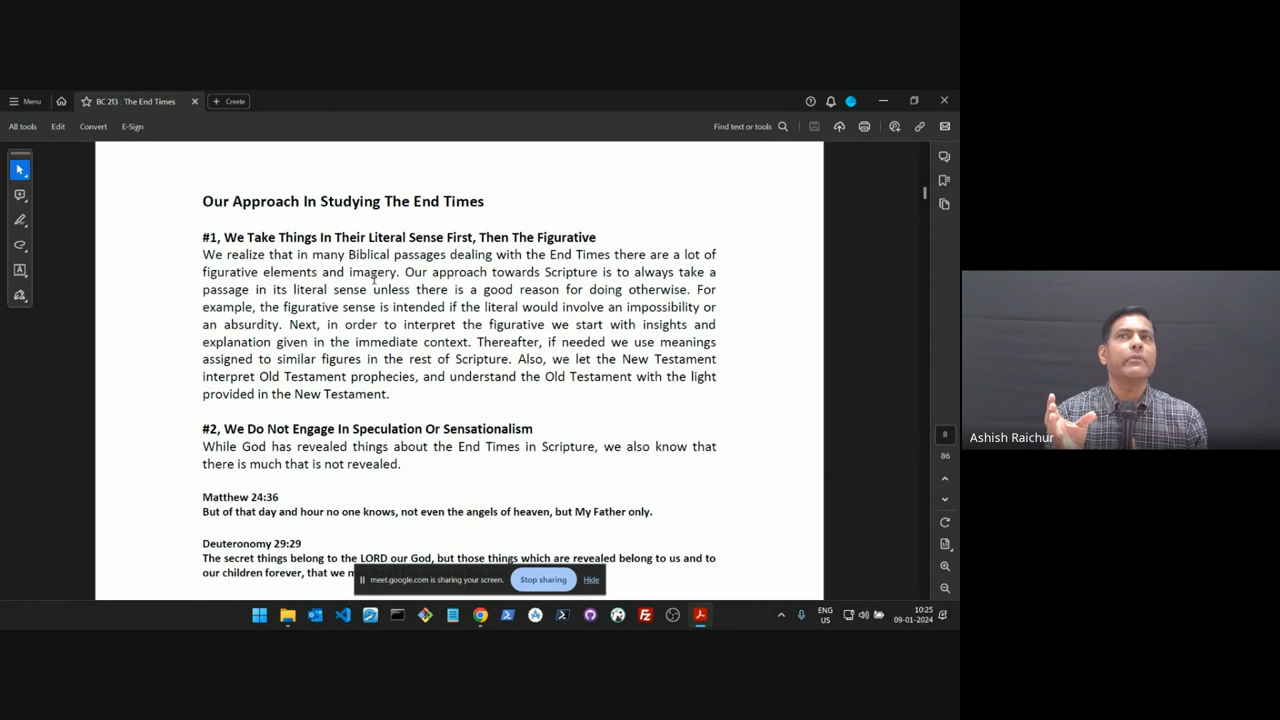 Menu
BC 213 : The End Times
Create
All tools
Edit
Convert
E-Sign
Find text or tools
Our Approach In Studying The End Times
#1, We Take Things In Their Literal Sense First, Then The Figurative
We realize that in many Biblical passages dealing with the End Times there are a lot of
figurative elements and imagery. Our approach towards Scripture is to always take a
passage in its literal sense unless there is a good reason for doing otherwise. For
example, the figurative sense is intended if the literal would involve an impossibility or
an absurdity. Next, in order to interpret the figurative we start with insights and
explanation given in the immediate context. Thereafter, if needed we use meanings
assigned to similar figures in the rest of Scripture. Also, we let the New Testament
interpret Old Testament prophecies, and understand the Old Testament with the light
provided in the New Testament.
#2, We Do Not Engage In Speculation Or Sensationalism
While God has revealed things about the End Times in Scripture, we also know that
there is much that is not revealed.
Matthew 24:36
But of that day and hour no one knows, not even the angels of heaven, but My Father only.
Deuteronomy 29:29
The secret things belong to the LORD our God, but those things which are revealed belong to us and to
our children forever, that we
meet.google.com is sharing your screen.
Stop sharing
Hide
8
86
Ashish Raichur
ENG
US
10:25
09-01-2024